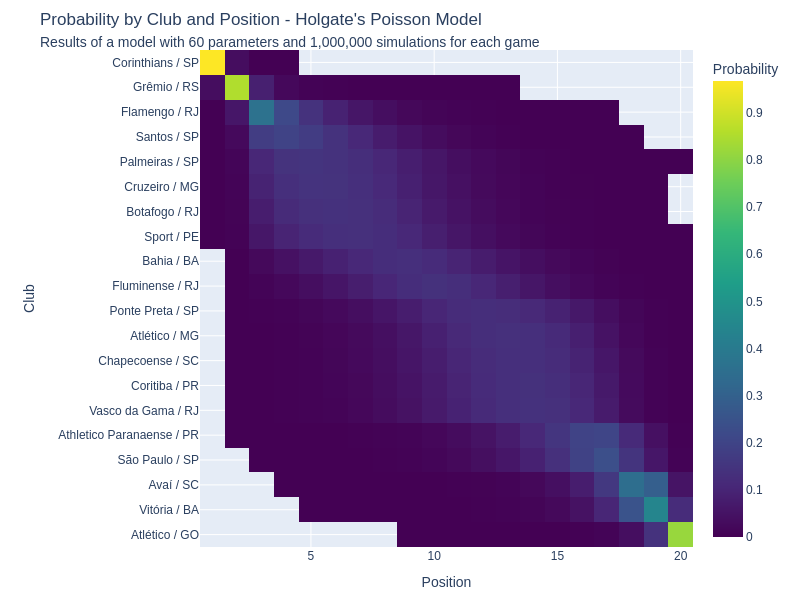 Probability by Club and Position - Holgate's Poisson Model
Results of a model with 60 parameters and 1,000,000 simulations for each game
Corinthians / SP
Grêmio / RS
Flamengo / RJ
Santos / SP
Palmeiras / SP
Cruzeiro / MG
Botafogo / RJ
Sport / PE
Bahia / BA
Fluminense / RJ
Ponte Preta / SP
Atlético / MG
Chapecoense / SC
Coritiba / PR
Vasco da Gama / RJ
Athletico Paranaense / PR
São Paulo / SP
Avaí / SC
Vitória / BA
Atlético / GO
Club
5
10
15
20
Position
Probability
0.9
0.8
0.7
0.6
0.5
0.4
0.3
0.2
0.1
0